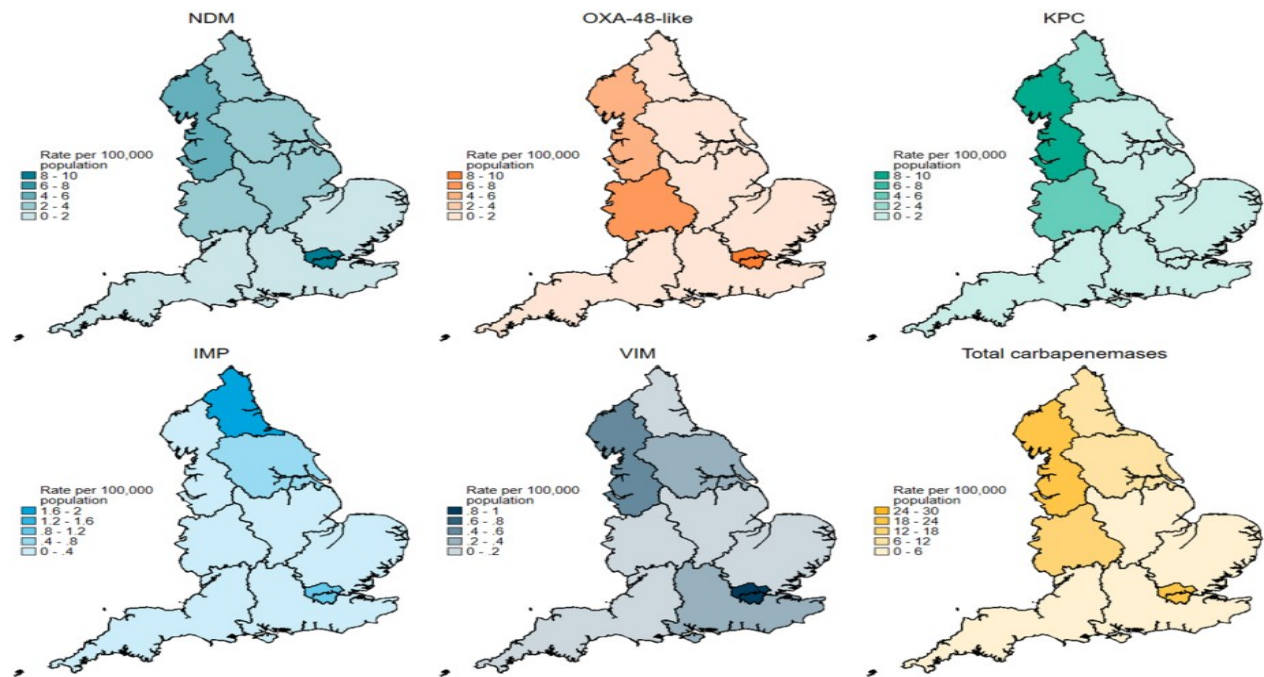 NDM
OXA-48-like
KPC
Rate per 100,000
population
8 - 10
6 - 8
4 - 6
2 - 4
0 - 2
Rate per 100,000
population
8 - 10
6 - 8
4 - 6
2 - 4
0 - 2
Rate per 100,000
population
8 - 10
6 - 8
4 - 6
2 - 4
0 - 2
IMP
VIM
Total carbapenemases
Rate per 100,000
population
1.6 - 2
1.2 - 1.6
.8 - 1.2
.4 - .8
0 - .4
Rate per 100,000
population
.8 - 1
.6 - .8
.4 - .6
.2 - .4
0 - .2
Rate per 100,000
population
24 - 30
18 - 24
12 - 18
6 - 12
0 - 6